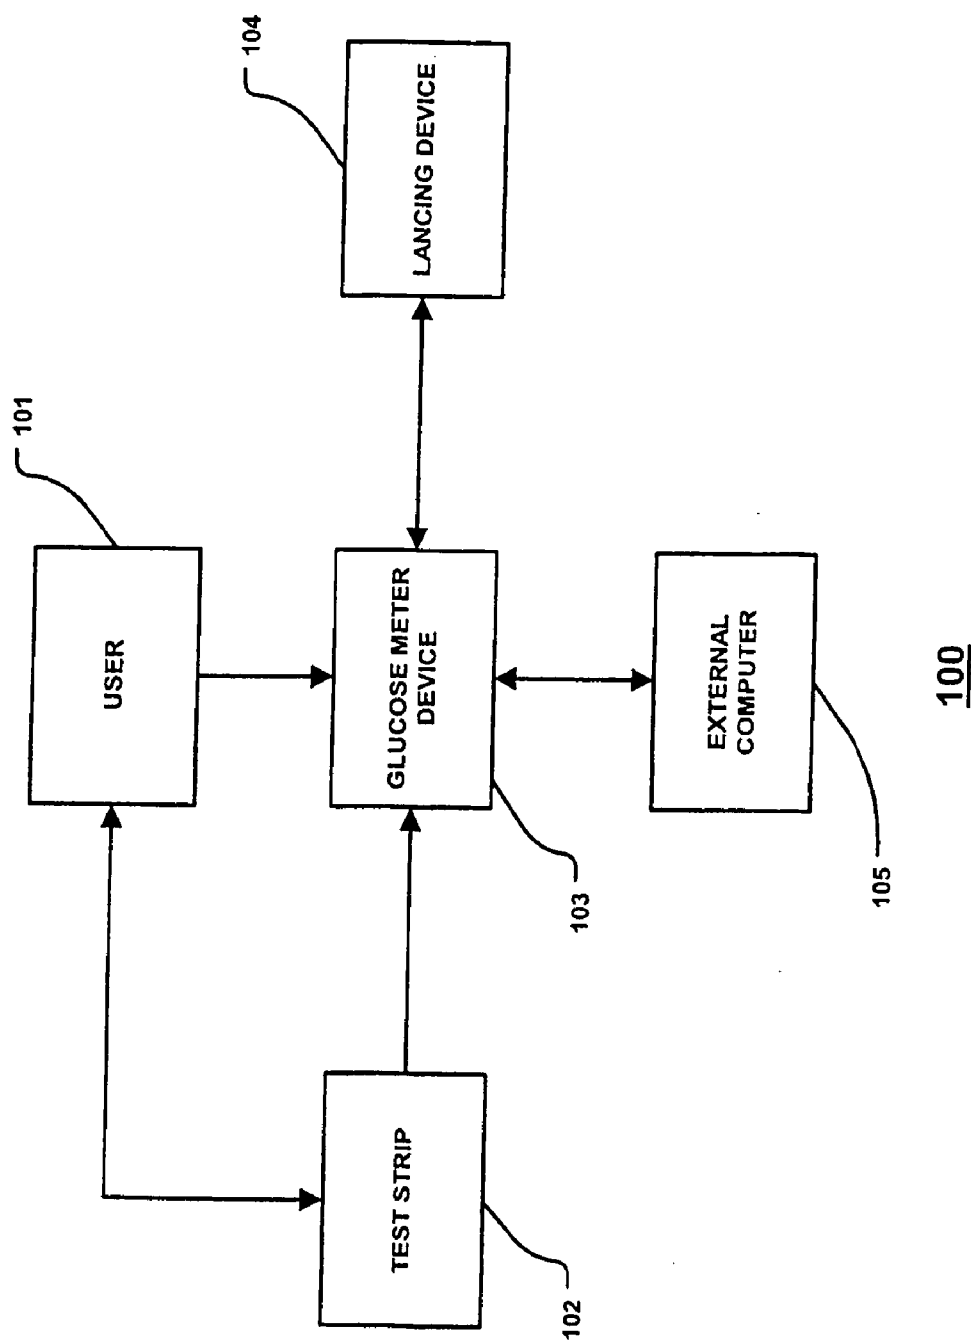 101
USER
104
LANCING DEVICE
GLUCOSE METER
DEVICE
103
TEST STRIP
102
EXTERNAL
COMPUTER
105
100